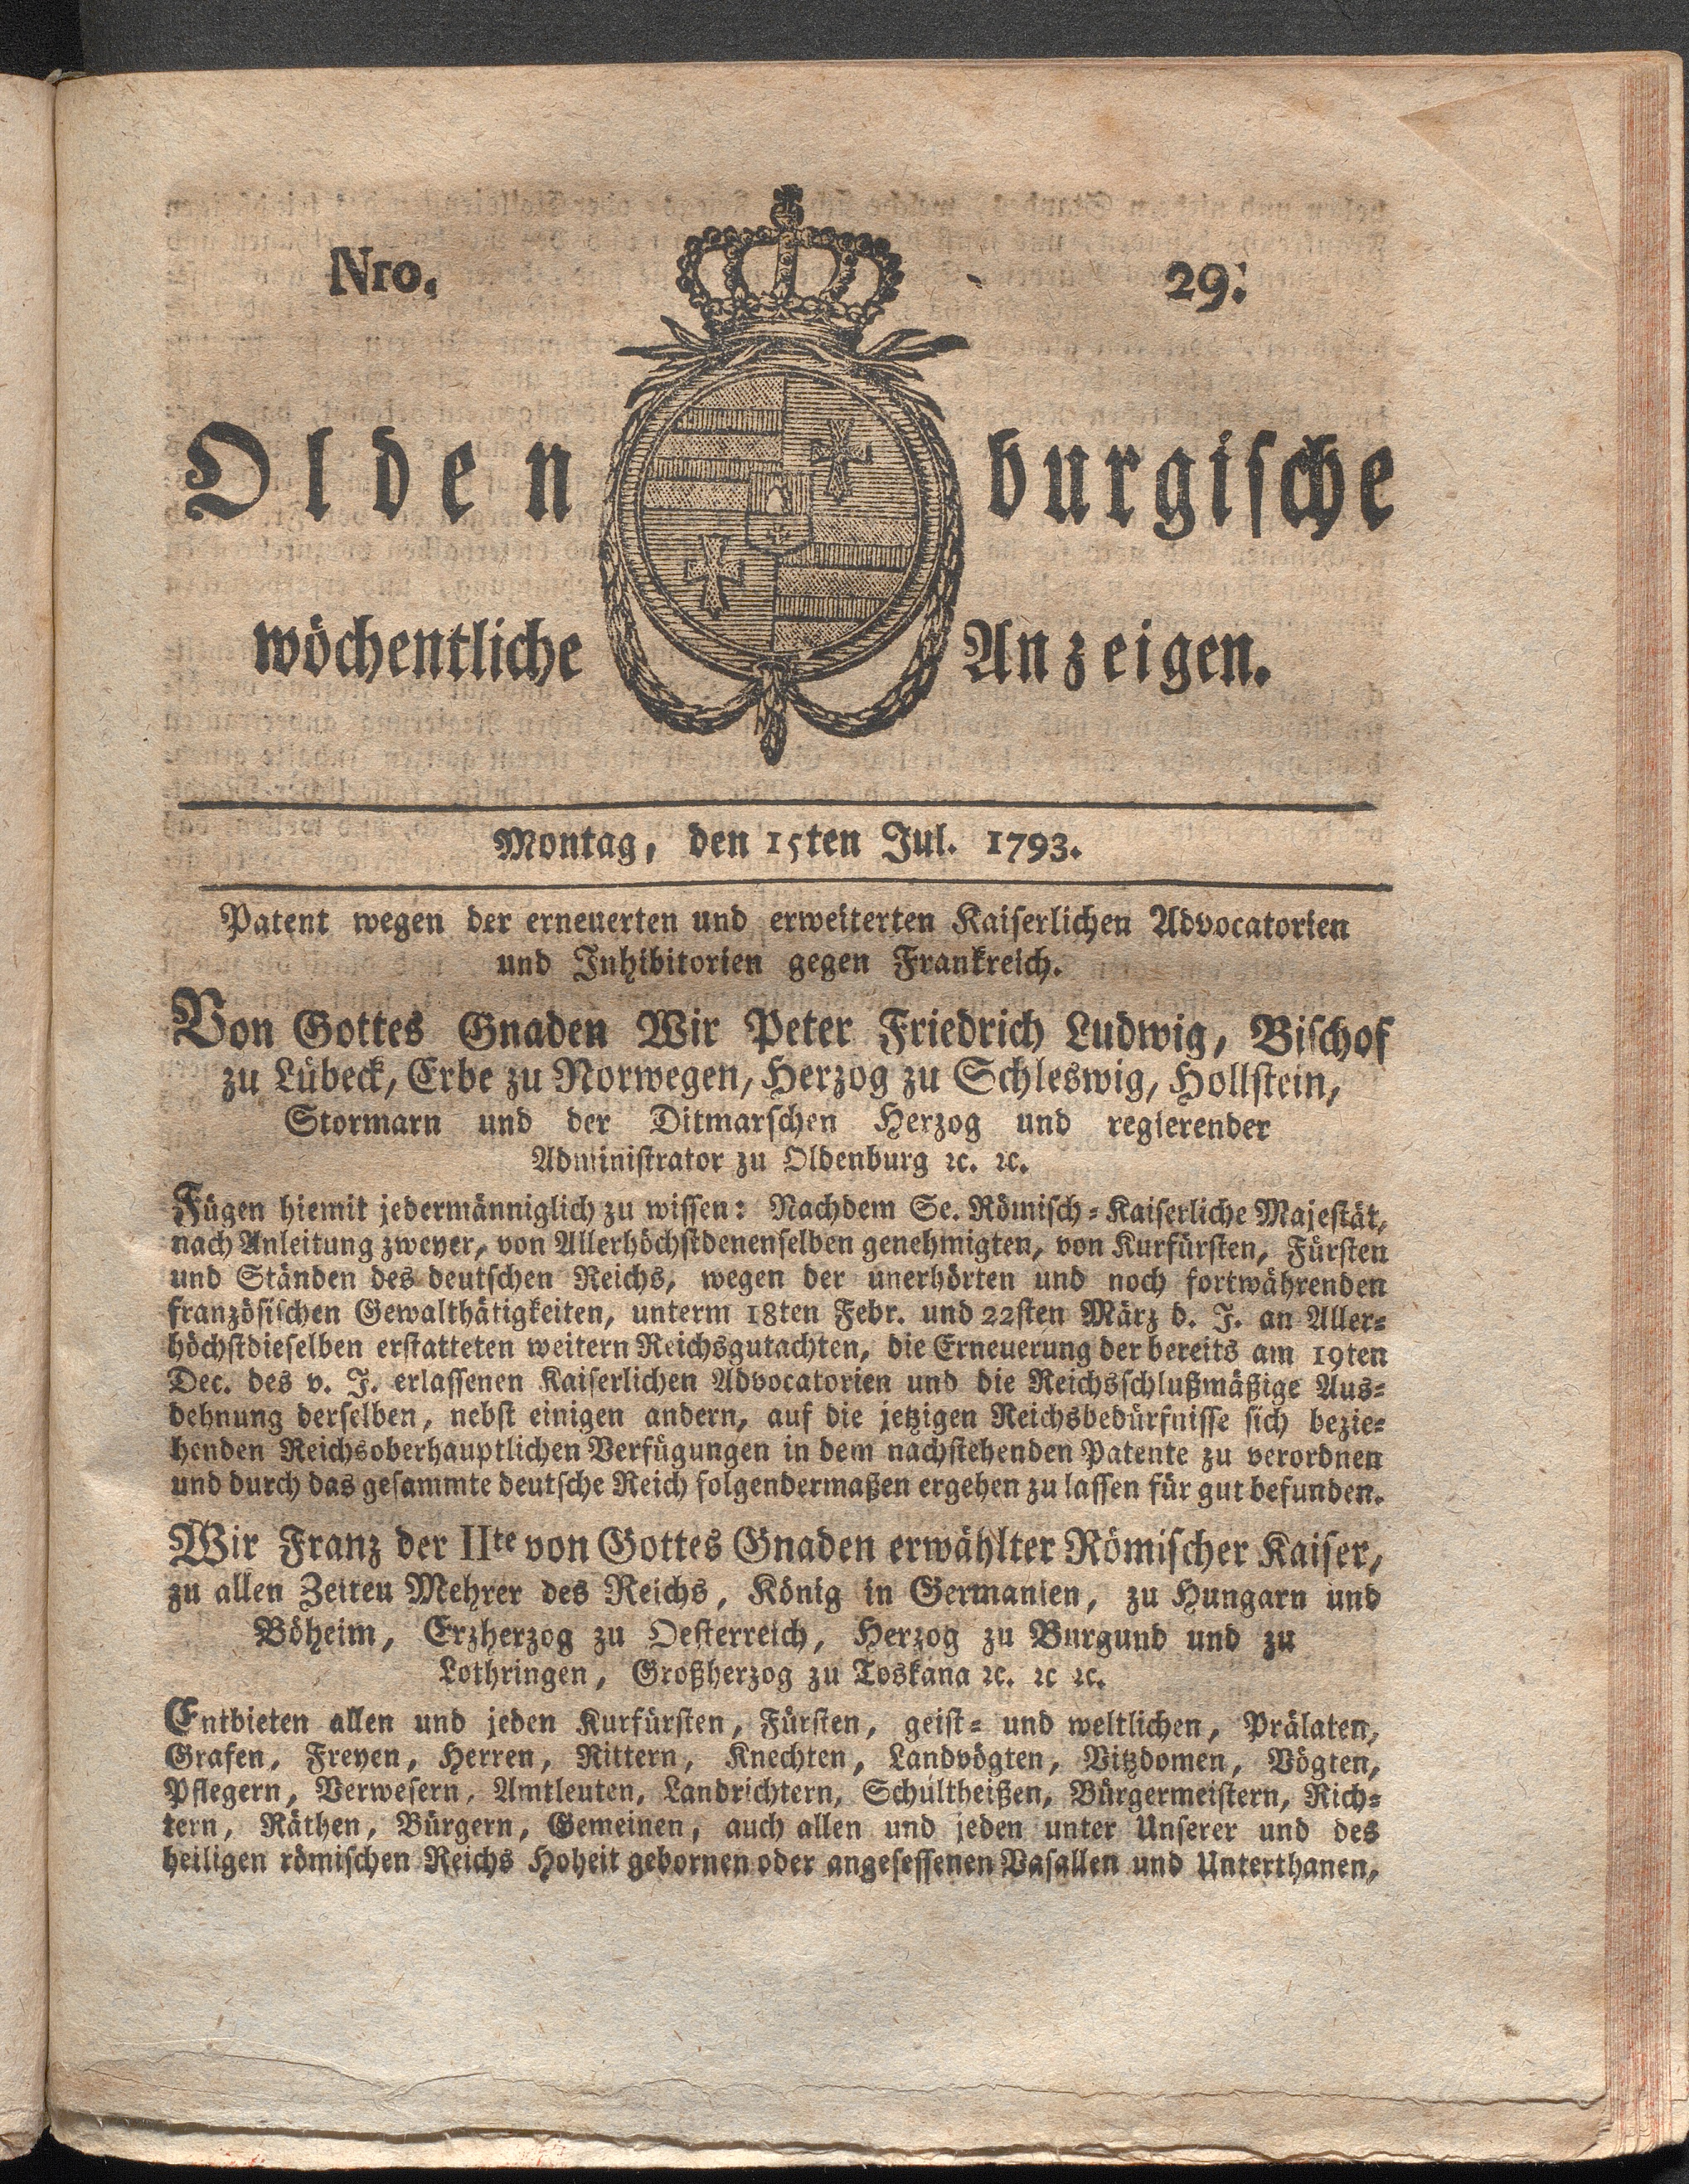 Nro. 29.
Oldenburgische
wöchentliche Anzeigen.
Montag, den 15ten Jul. 1793.
Patent wegen der erneuerten und erweiterten Kaiserlichen Advocatorien
und Inhibitorien gegen Frankreich.
Von Gottes Gnaden Wir Peter Friedrich Ludwig, Bischof
zu Lübeck, Erbe zu Norwegen, Herzog zu Schleswig, Hollstein,
Stormarn und der Ditmarschen Herzog und regierender
Administrator zu Oldenburg ꝛc. ꝛc.
Fügen hiemit jedermänniglich zu wissen: Nachdem Se. Römisch-Kaiserliche Majestät,
nach Anleitung zweyer, von Allerhöchstdenenselben genehmigten, von Kurfürsten, Fürsten
und Ständen des deutschen Reichs, wegen der unerhörten und noch fortwährenden
französischen Gewalthätigkeiten, unterm 18ten Febr. und 22sten März d. J. an Aller-
höchstdieselben erstatteten weitern Reichsgutachten, die Erneuerung der bereits am 19ten
Dec. des v. J. erlassenen Kaiserlichen Advocatorien und die Reichsschlußmäßige Aus-
dehnung derselben, nebst einigen andern, auf die jetzigen Reichsbedürfnisse sich bezie-
henden Reichsoberhauptlichen Verfügungen in dem nachstehenden Patente zu verordnen
und durch das gesammte deutsche Reich folgendermaßen ergehen zu lassen für gut befunden.
Wir Franz der IIte von Gottes Gnaden erwählter Römischer Kaiser,
zu allen Zeiten Mehrer des Reichs, König in Germanien, zu Hungarn und
Böheim, Erzherzog zu Oesterreich, Herzog zu Burgund und zu
Lothringen, Großherzog zu Toskana ꝛc. ꝛc ꝛc.
Entbieten allen und jeden Kurfürsten, Fürsten, geist- und weltlichen, Prälaten,
Grafen, Freyen, Herren, Rittern, Knechten, Landvögten, Vitzdomen, Vögten,
Pflegern, Verwesern, Amtleuten, Landrichtern, Schultheißen, Bürgermeistern, Rich-
tern, Räthen, Bürgern, Gemeinen, auch allen und jeden unter Unserer und des
heiligen römischen Reichs Hoheit gebornen oder angesessenen Vasallen und Unterthanen,